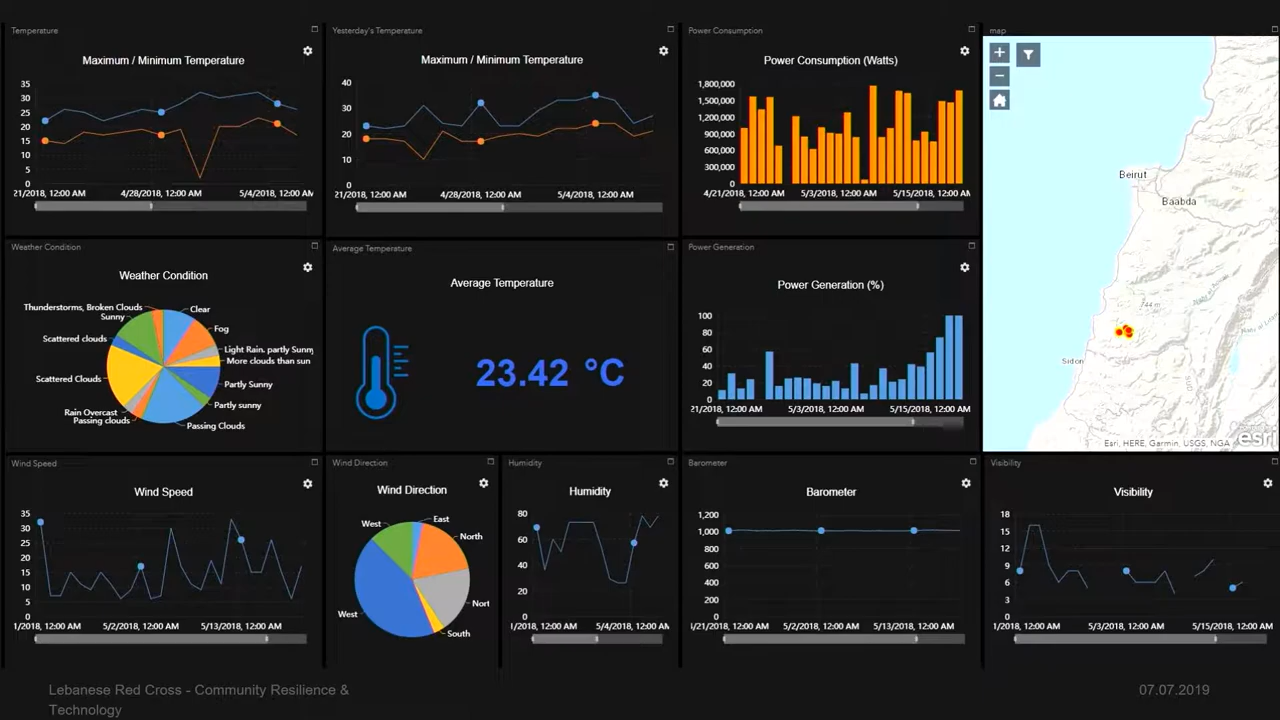 Temperature
Maximum / Minimum Temperature
35
30
25
20
15
10
5
0
21/2018, 12:00 AM
4/28/2018, 12:00 AM
5/4/2018, 12:00 AM
Yesterday's Temperature
Maximum / Minimum Temperature
40
30
20
10
0
21/2018, 12:00 AM
4/28/2018, 12:00 AM
5/4/2018, 12:00 AM
Power Consumption
Power Consumption (Watts)
1,800,000
1,500,000
1,200,000
900,000
600,000
300,000
0
4/21/2018, 12:00 AM
5/3/2018, 12:00 AM
5/15/2018, 12:00 AM
map
+
−
Beirut
Baabda
744 m
Sidon
Esri, HERE, Garmin, USGS, NGA
esri
Weather Condition
Weather Condition
Thunderstorms, Broken Clouds
Clear
Sunny
Fog
Scattered clouds
Light Rain, partly Sunny
More clouds than sun
Scattered Clouds
Partly Sunny
Partly sunny
Rain Overcast
Passing clouds
Passing Clouds
Average Temperature
Average Temperature
23.42 °C
Power Generation
Power Generation (%)
100
80
60
40
20
0
21/2018, 12:00 AM
5/3/2018, 12:00 AM
5/15/2018, 12:00 AM
Wind Speed
Wind Speed
35
30
25
20
15
10
5
0
1/2018, 12:00 AM
5/2/2018, 12:00 AM
5/13/2018, 12:00 AM
Wind Direction
Wind Direction
West
East
North
West
Nort
South
Humidity
Humidity
80
60
40
20
0
1/2018, 12:00 AM
5/4/2018, 12:00 AM
Barometer
Barometer
1,200
1,000
800
600
400
200
0
4/21/2018, 12:00 AM
5/2/2018, 12:00 AM
5/13/2018, 12:00 AM
Visibility
Visibility
18
15
12
9
6
3
0
1/2018, 12:00 AM
5/3/2018, 12:00 AM
5/15/2018, 12:00 AM
Lebanese Red Cross - Community Resilience &
Technology
07.07.2019